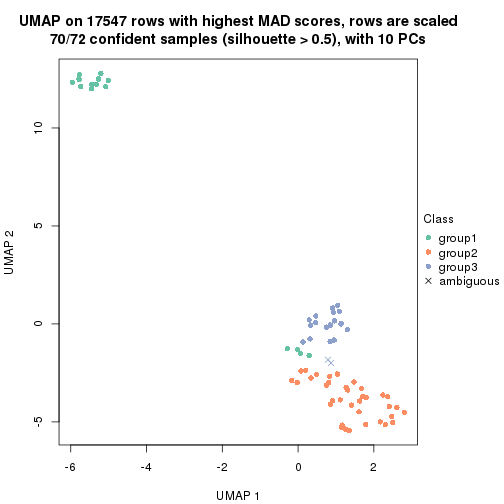 UMAP on 17547 rows with highest MAD scores, rows are scaled
70/72 confident samples (silhouette > 0.5), with 10 PCs
10
5
0
-5
UMAP 2
-6
-4
-2
0
2
UMAP 1
Class
group1
group2
group3
ambiguous